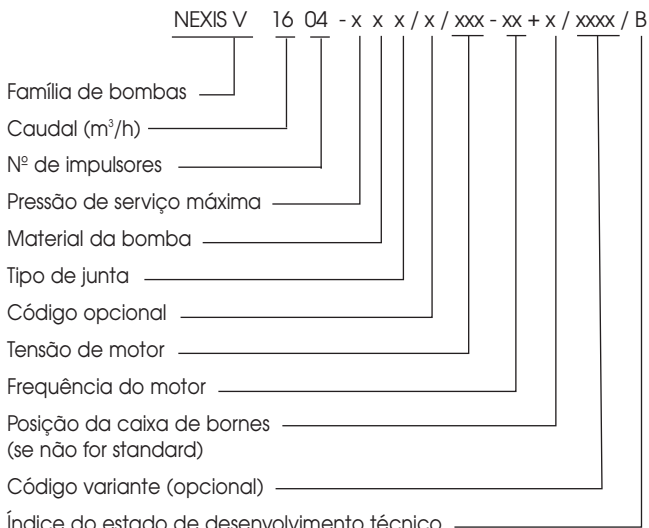 NEXIS V 16 04 - x x x / x / xxx - xx + x / xxxx / B
Família de bombas
Caudal (m³/h)
Nº de impulsores
Pressão de serviço máxima
Material da bomba
Tipo de junta
Código opcional
Tensão de motor
Frequência do motor
Posição da caixa de bornes
(se não for standard)
Código variante (opcional)
Índice do estado de desenvolvimento técnico